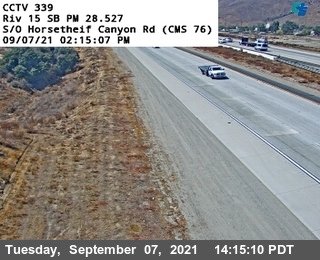 CCTV 339
Riv 15 SB PM 28.527
S/O Horsetheif Canyon Rd (CMS 76)
09/07/21 02:15:07 PM
Tuesday, September 07, 2021 14:15:10 PDT